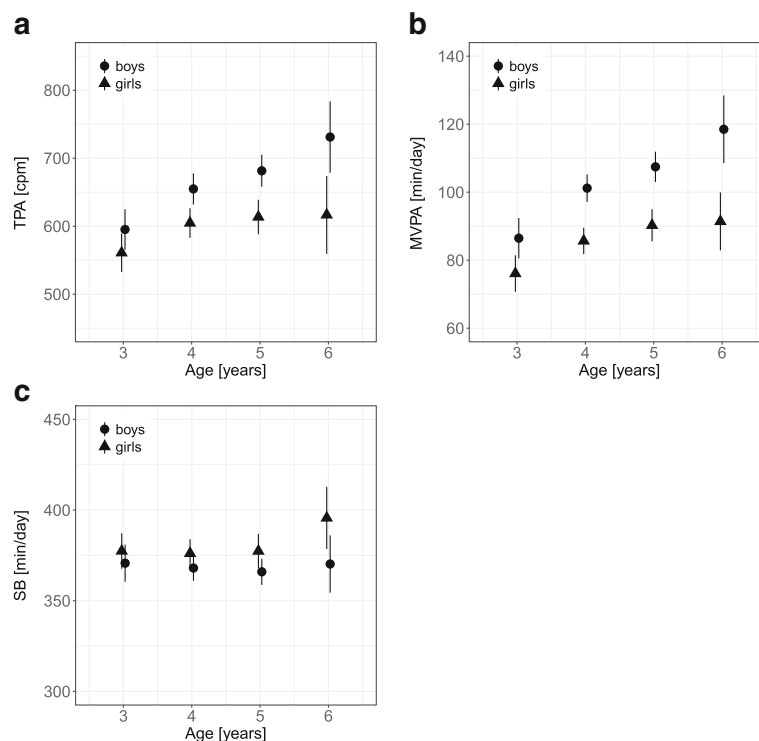 a
boys
girls
800
700
600
500
TPA [cpm]
3 4 5 6
Age [years]
b
boys
girls
140
120
100
80
60
MVPA [min/day]
3 4 5 6
Age [years]
c
boys
girls
450
400
350
300
SB [min/day]
3 4 5 6
Age [years]